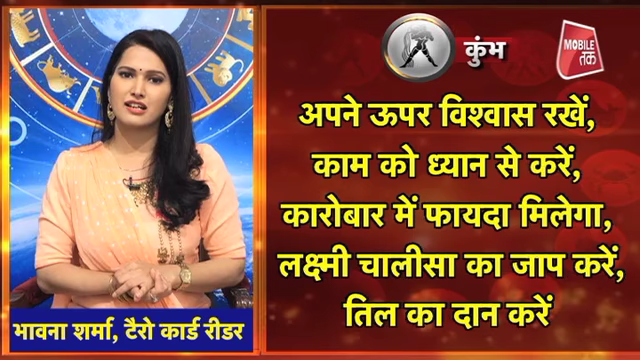 कुंभ
MOBILE
तक
अपने ऊपर विश्वास रखें,
काम को ध्यान से करें,
कारोबार में फायदा मिलेगा,
लक्ष्मी चालीसा का जाप करें,
तिल का दान करें
भावना शर्मा, टैरो कार्ड रीडर